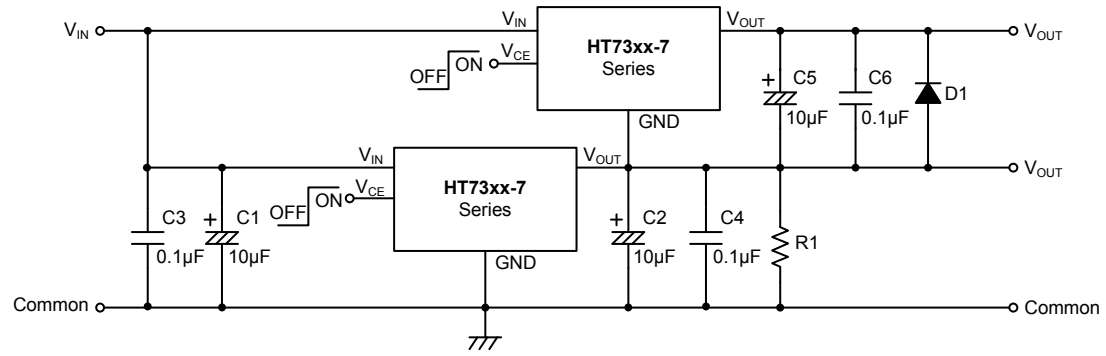 V_IN V_IN HT73xx-7 V_OUT V_OUT
OFF ON V_CE Series
C5 C6 D1
+ 10µF 0.1µF
GND
V_IN HT73xx-7 V_OUT V_OUT
OFF ON V_CE Series
C3 + C1 + C2 C4 R1
0.1µF 10µF GND 10µF 0.1µF
Common Common